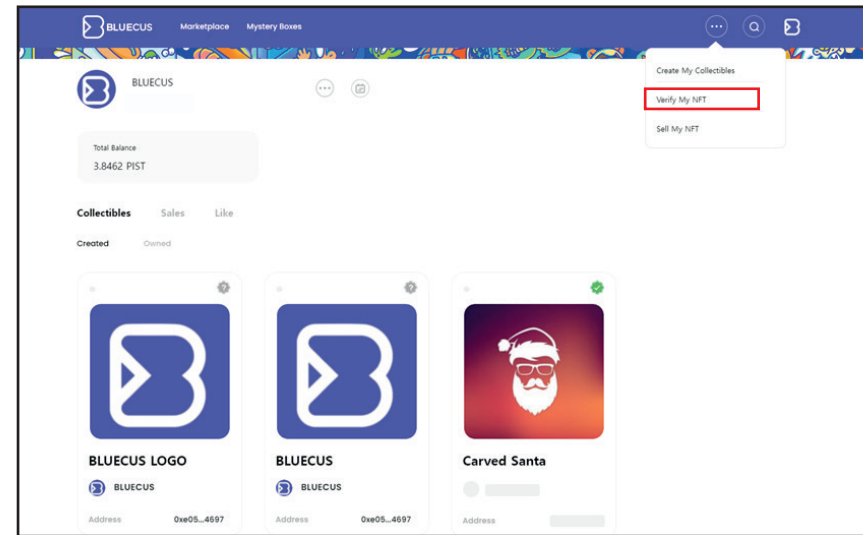 BLUECUS Marketplace Mystery Boxes
Create My Collectibles
Verify My NFT
Sell My NFT
BLUECUS
Total Balance
3.8462 PIST
Collectibles Sales Like
Created Owned
BLUECUS LOGO
BLUECUS
Address 0xe05...4697
BLUECUS
BLUECUS
Address 0xe05...4697
Carved Santa
Address